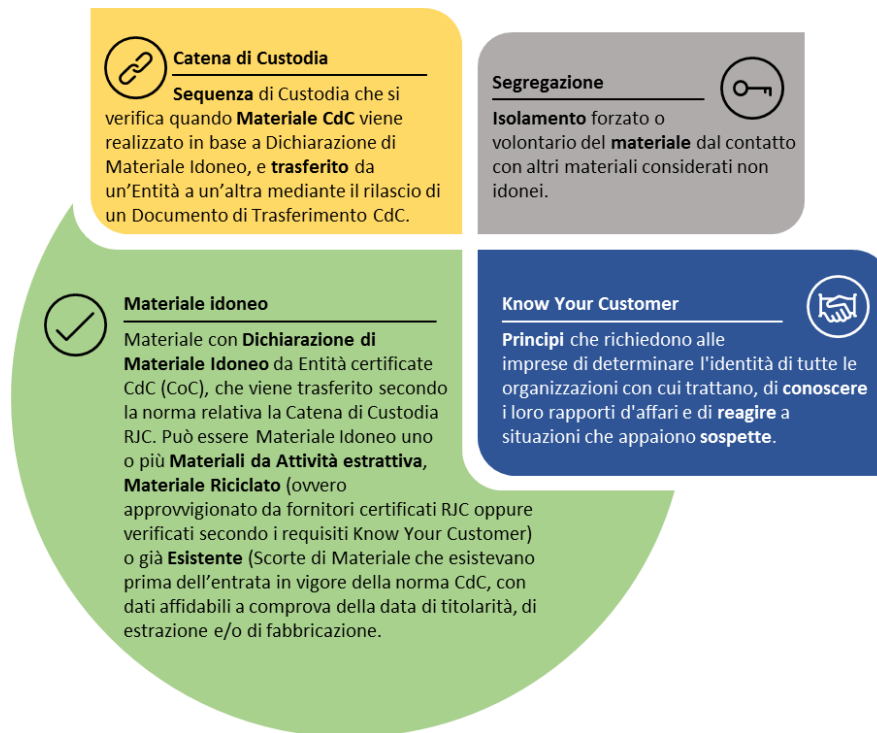 Catena di Custodia
Sequenza di Custodia che si
verifica quando Materiale CdC viene
realizzato in base a Dichiarazione di
Materiale Idoneo, e trasferito da
un'Entità a un'altra mediante il rilascio di
un Documento di Trasferimento CdC.
Segregazione
Isolamento forzato o
volontario del materiale dal contatto
con altri materiali considerati non
idonei.
Materiale idoneo
Materiale con Dichiarazione di
Materiale Idoneo da Entità certificate
CdC (CoC), che viene trasferito secondo
la norma relativa la Catena di Custodia
RJC. Può essere Materiale Idoneo uno
o più Materiali da Attività estrattiva,
Materiale Riciclato (ovvero
approvvigionato da fornitori certificati RJC oppure
verificati secondo i requisiti Know Your Customer)
o già Esistente (Scorte di Materiale che esistevano
prima dell'entrata in vigore della norma CdC, con
dati affidabili a comprova della data di titolarità, di
estrazione e/o di fabbricazione.
Know Your Customer
Principi che richiedono alle
imprese di determinare l'identità di tutte le
organizzazioni con cui trattano, di conoscere
i loro rapporti d'affari e di reagire a
situazioni che appaiono sospette.